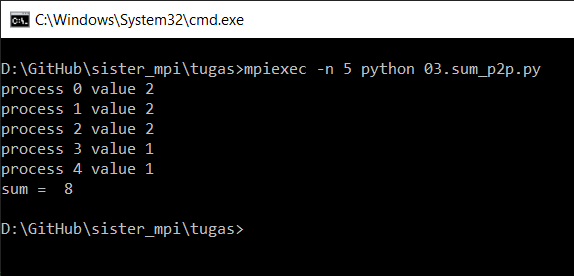 C:\Windows\System32\cmd.exe
D:\GitHub\sister_mpi\tugas>mpiexec -n 5 python 03.sum_p2p.py
process 0 value 2
process 1 value 2
process 2 value 2
process 3 value 1
process 4 value 1
sum =  8
D:\GitHub\sister_mpi\tugas>